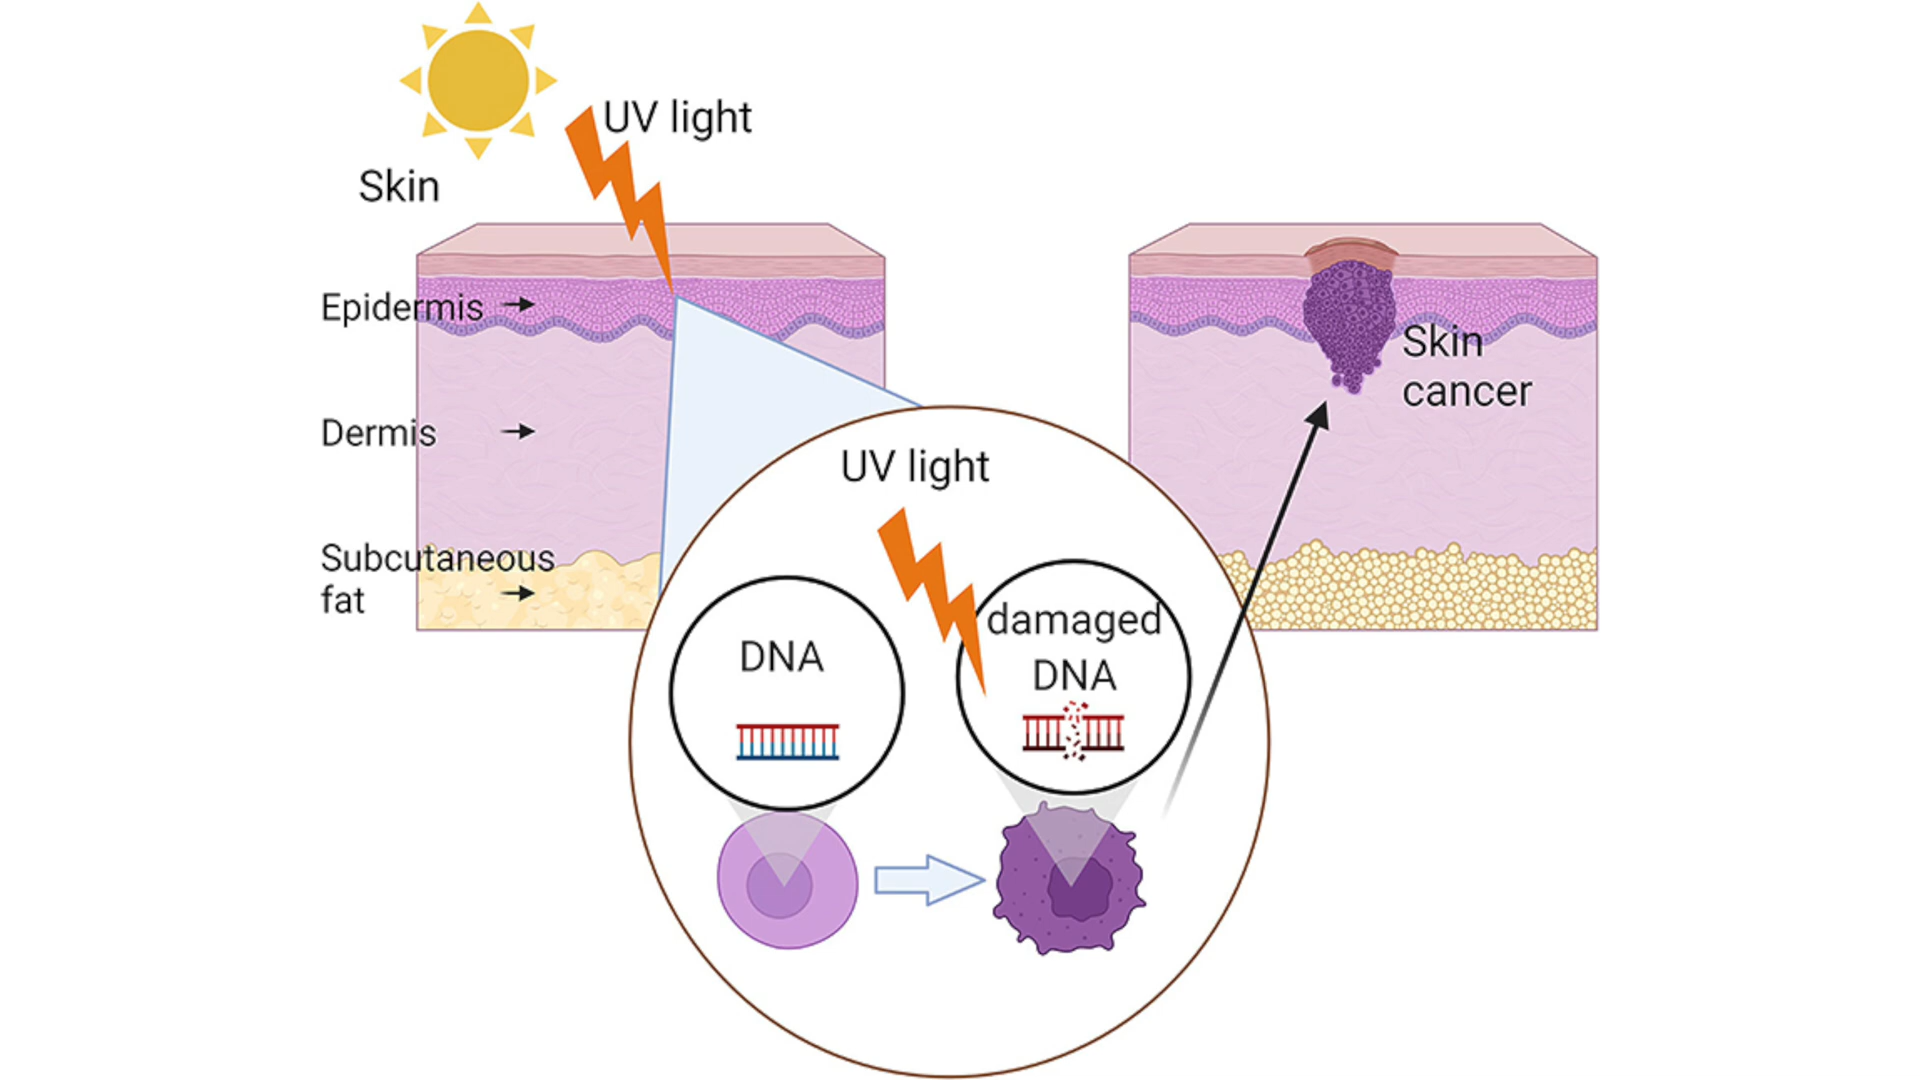 UV light
Skin
Epidermis
Dermis
Subcutaneous
fat
UV light
DNA
damaged
DNA
Skin
cancer